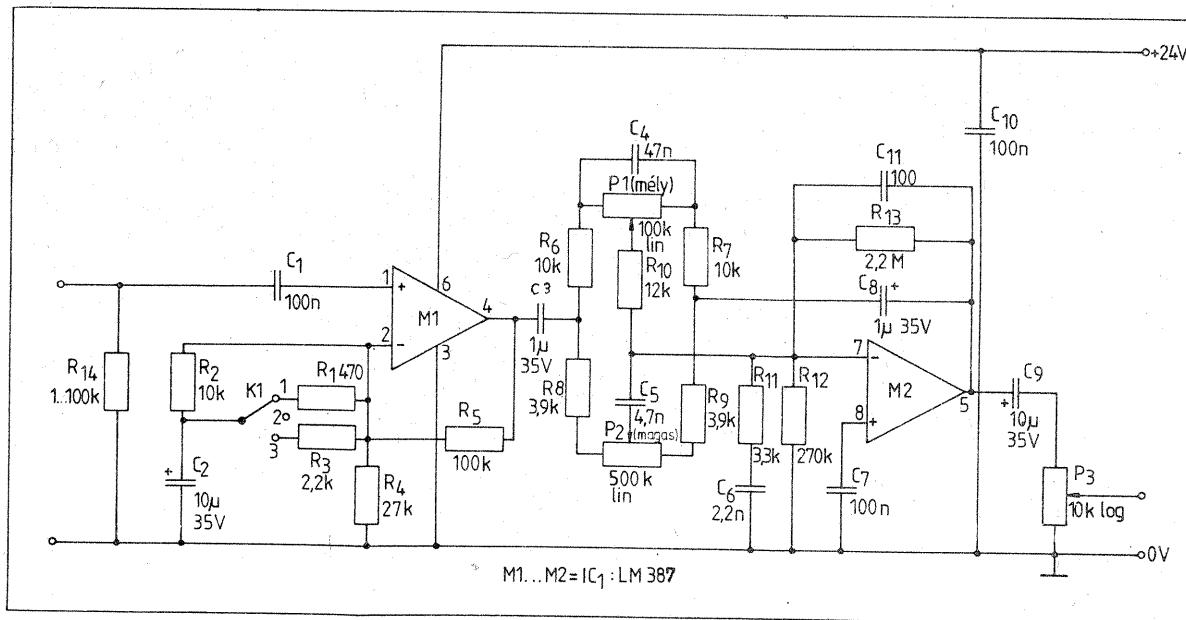 +24V
C10
100n
C4
47n
P1(mély)
100k
lin
C11
100
R13
2,2M
R6
10k
R10
12k
R7
10k
C8 +
1µ 35V
C1
100n
1
+
6
M1
4
2
-
3
C3
1µ
35V
R14
1..100k
R2
10k
K1
1
2
3
R1 470
R3
2,2k
R5
100k
R4
27k
+
C2
10µ
35V
R8
3,9k
C5
4,7n
P2 (magas)
500k
lin
R9
3,9k
R11
3,3k
C6
2,2n
R12
270k
7
-
M2
8
+
5
C7
100n
C9
+
10µ
35V
P3
10k log
0V
M1...M2=IC1:LM387